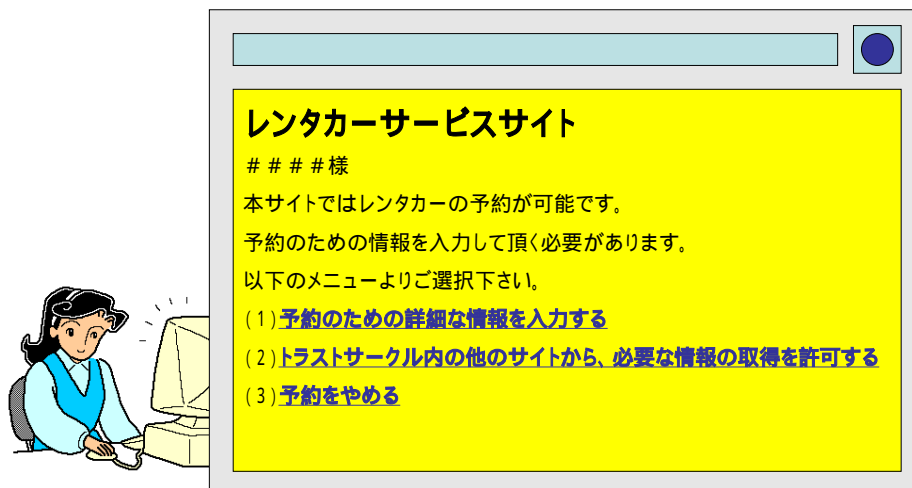 レンタカーサービスサイト
####様
本サイトではレンタカーの予約が可能です。
予約のための情報を入力して頂く必要があります。
以下のメニューよりご選択下さい。
(1)予約のための詳細な情報を入力する
(2)トラストサークル内の他のサイトから、必要な情報の取得を許可する
(3)予約をやめる